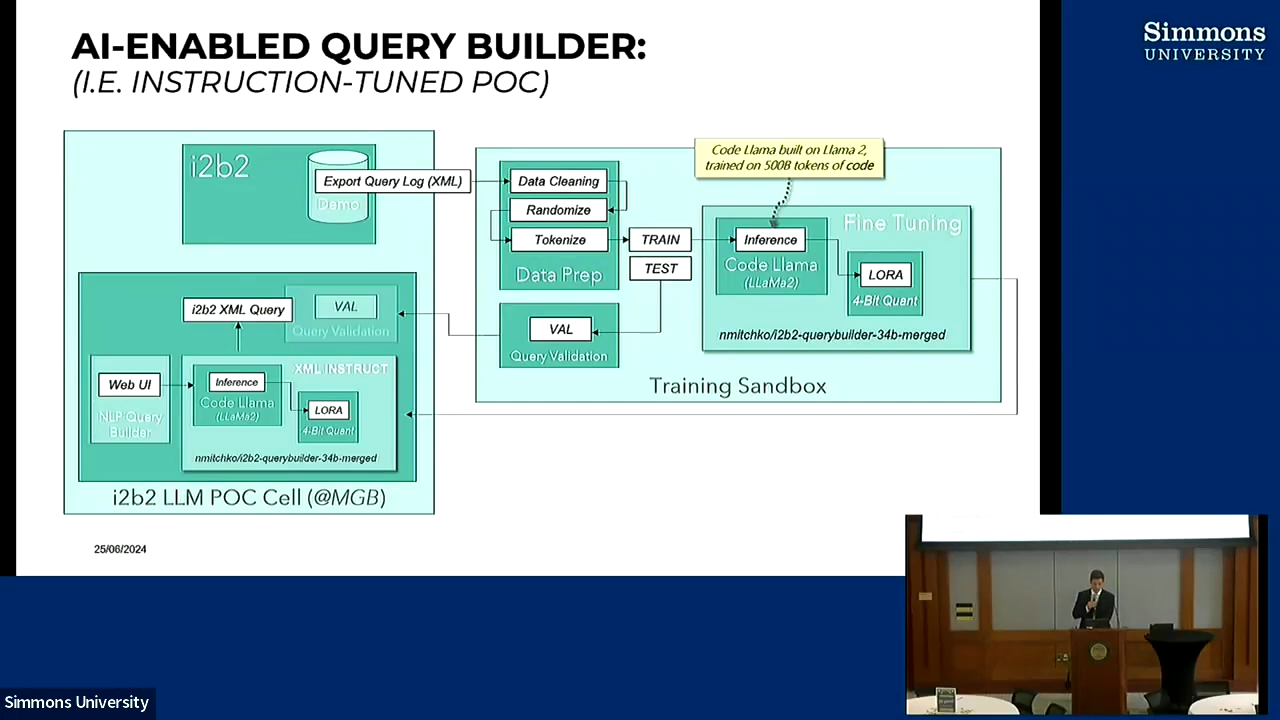 AI-ENABLED QUERY BUILDER:
(I.E. INSTRUCTION-TUNED POC)
Simmons
UNIVERSITY
i2b2
Demo
Export Query Log (XML)
Data Cleaning
Randomize
Tokenize
Data Prep
TRAIN
TEST
VAL
Query Validation
Code Llama built on Llama 2,
trained on 500B tokens of code
Fine Tuning
Inference
Code Llama
(LLaMa2)
LORA
4-Bit Quant
nmitchko/i2b2-querybuilder-34b-merged
Training Sandbox
i2b2 XML Query
VAL
Query Validation
Web UI
NLP Query
Builder
XML INSTRUCT
Inference
Code Llama
(LLaMa2)
LORA
4-Bit Quant
nmitchko/i2b2-querybuilder-34b-merged
i2b2 LLM POC Cell (@MGB)
25/06/2024
Simmons University